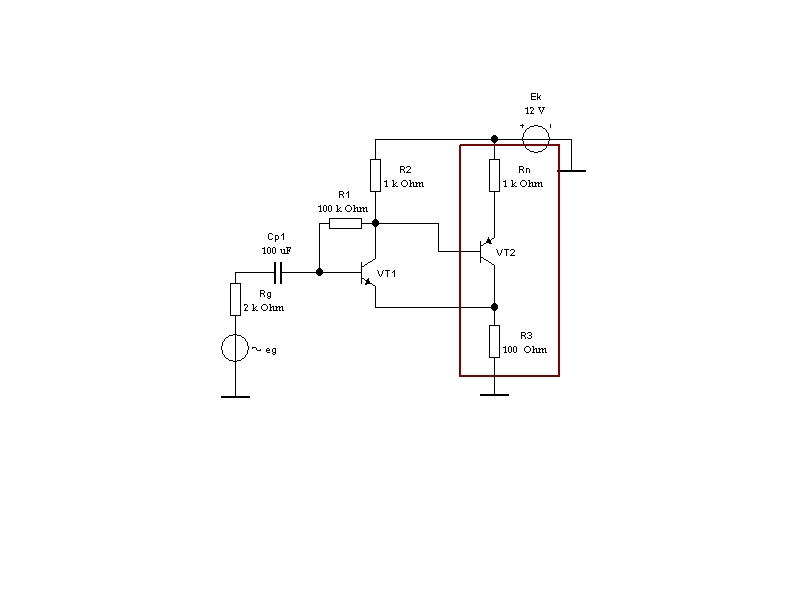 Ek
12 V
+ -
R2
1 k Ohm
Rn
1 k Ohm
R1
100 k Ohm
Cp1
100 uF
VT1
VT2
Rg
2 k Ohm
~ eg
R3
100 Ohm